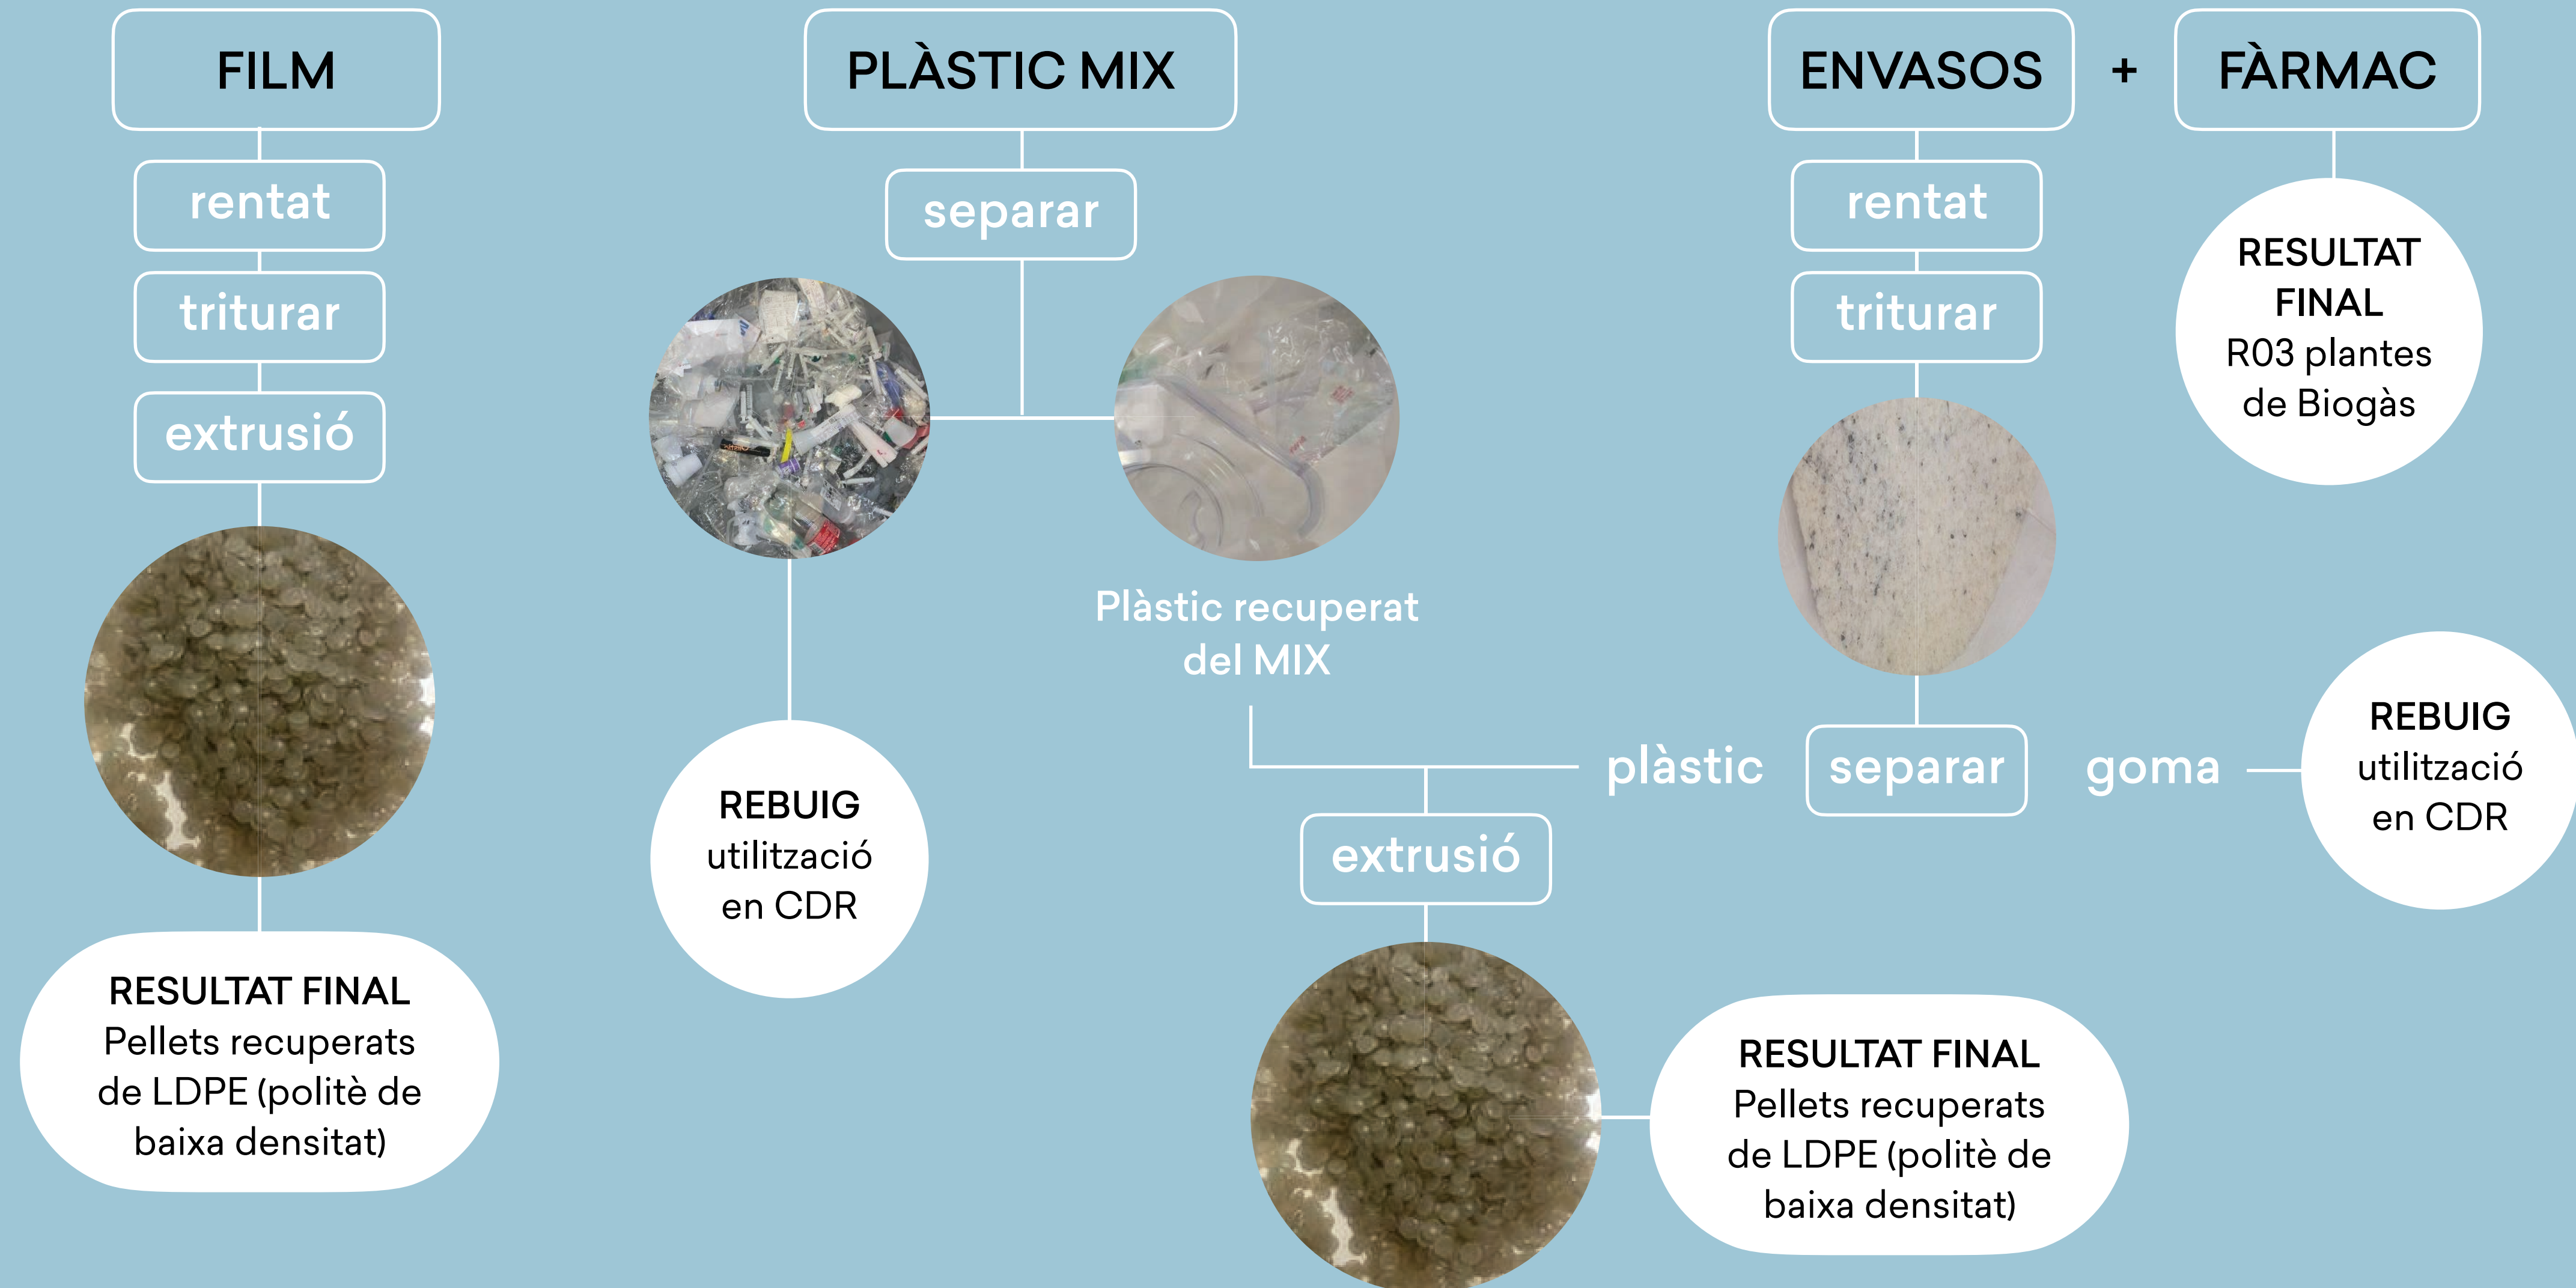 FILM
rentat
triturar
extrusió
RESULTAT FINAL
Pellets recuperats
de LDPE (politè de
baixa densitat)
PLÀSTIC MIX
separar
REBUIG
utilització
en CDR
Plàstic recuperat
del MIX
extrusió
RESULTAT FINAL
Pellets recuperats
de LDPE (politè de
baixa densitat)
ENVASOS + FÀRMAC
rentat
triturar
plàstic separar goma
REBUIG
utilització
en CDR
RESULTAT
FINAL
R03 plantes
de Biogàs